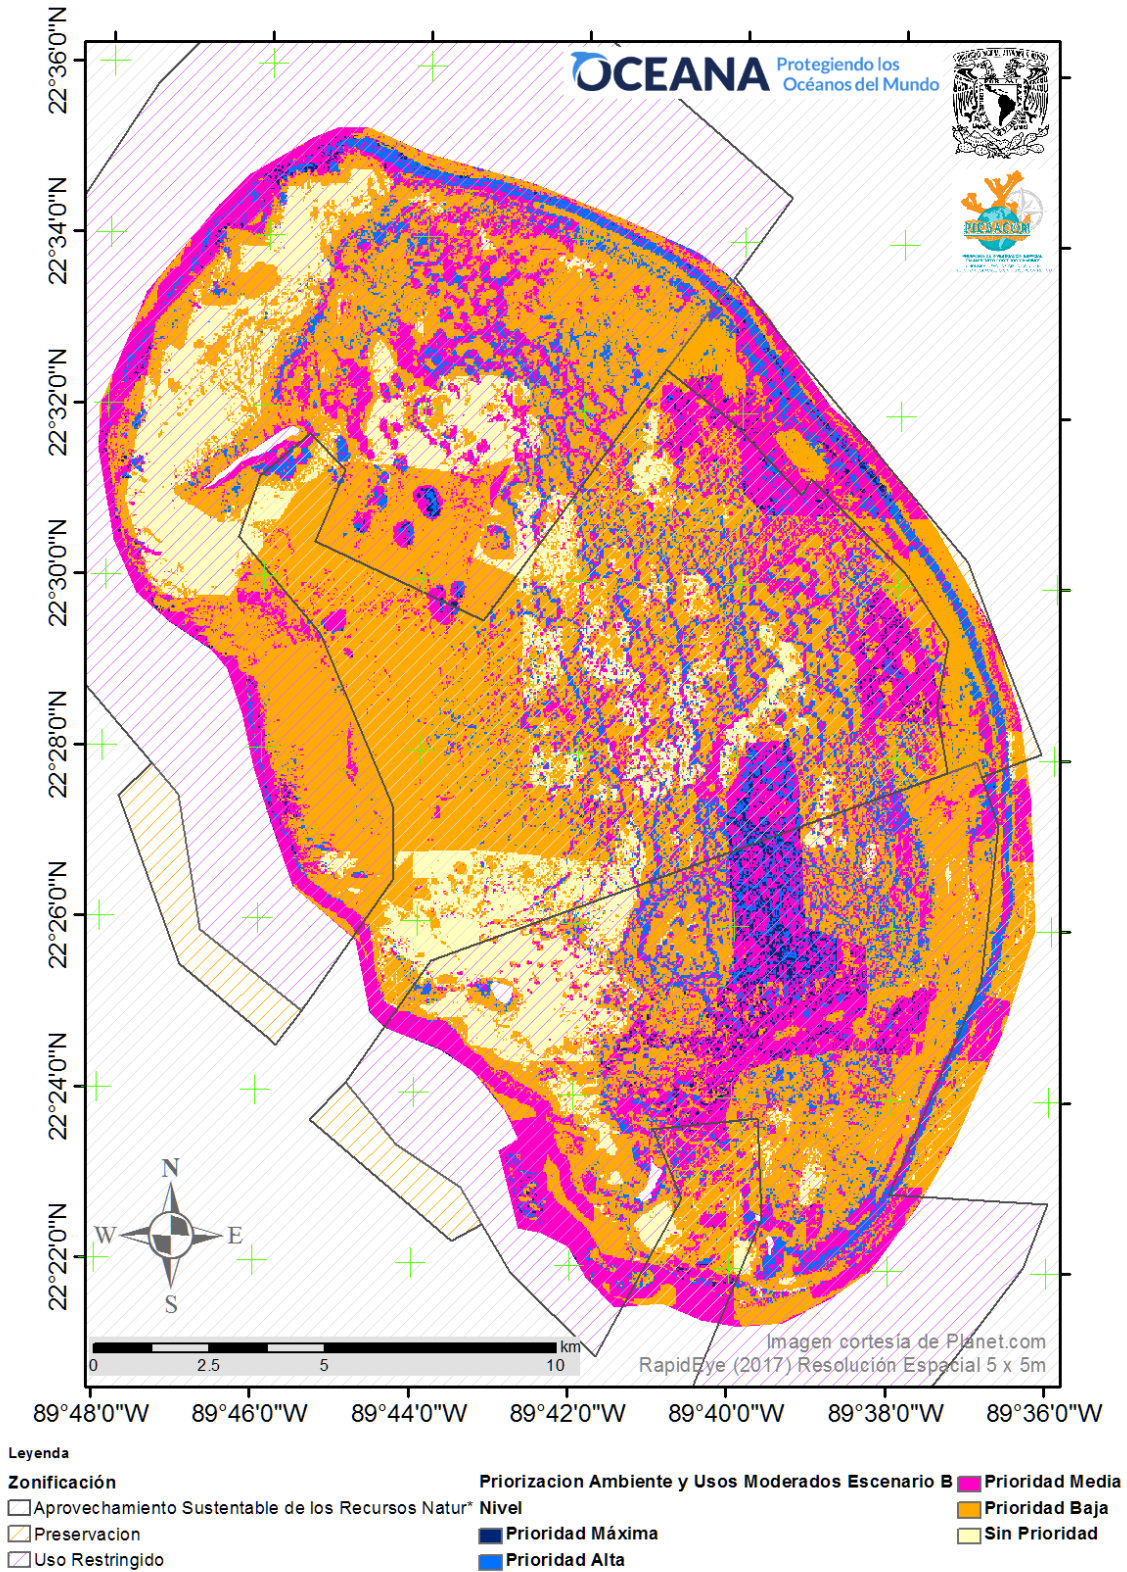 OCEANA
Protegiendo los
Océanos del Mundo
22°36'0"N
22°34'0"N
22°32'0"N
22°30'0"N
22°28'0"N
22°26'0"N
22°24'0"N
22°22'0"N
N
W
E
S
km
0
2.5
5
10
Imagen cortesía de Planet.com
RapidEye (2017) Resolución Espacial 5 x 5m
89°48'0"W
89°46'0"W
89°44'0"W
89°42'0"W
89°40'0"W
89°38'0"W
89°36'0"W
Leyenda
Zonificación
Aprovechamiento Sustentable de los Recursos Natur*
Preservacion
Uso Restringido
Priorizacion Ambiente y Usos Moderados Escenario B
Nivel
Prioridad Máxima
Prioridad Alta
Prioridad Media
Prioridad Baja
Sin Prioridad